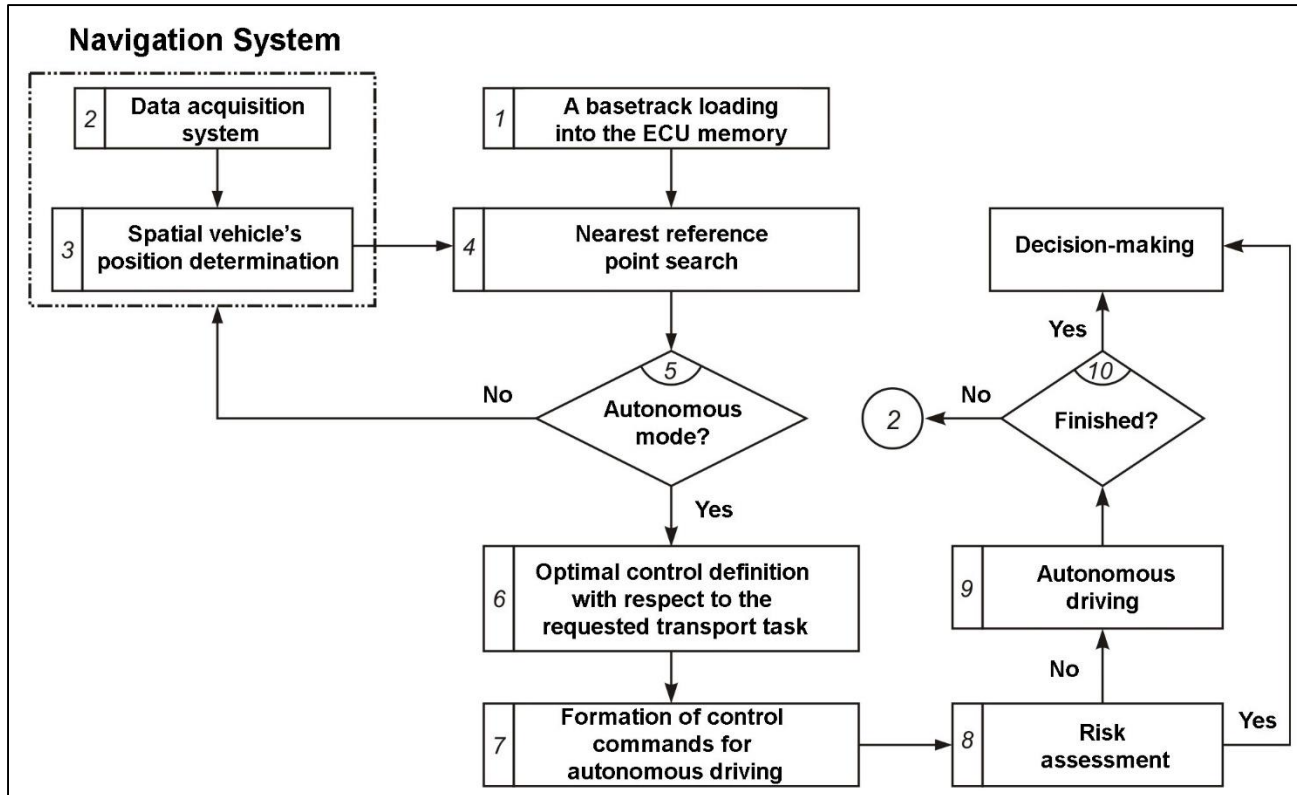 Navigation System
2
Data acquisition
system
1
A basetrack loading
into the ECU memory
3
Spatial vehicle's
position determination
4
Nearest reference
point search
Decision-making
Yes
5
Autonomous
mode?
No
Yes
10
Finished?
No
2
6
Optimal control definition
with respect to the
requested transport task
9
Autonomous
driving
No
7
Formation of control
commands for
autonomous driving
8
Risk
assessment
Yes